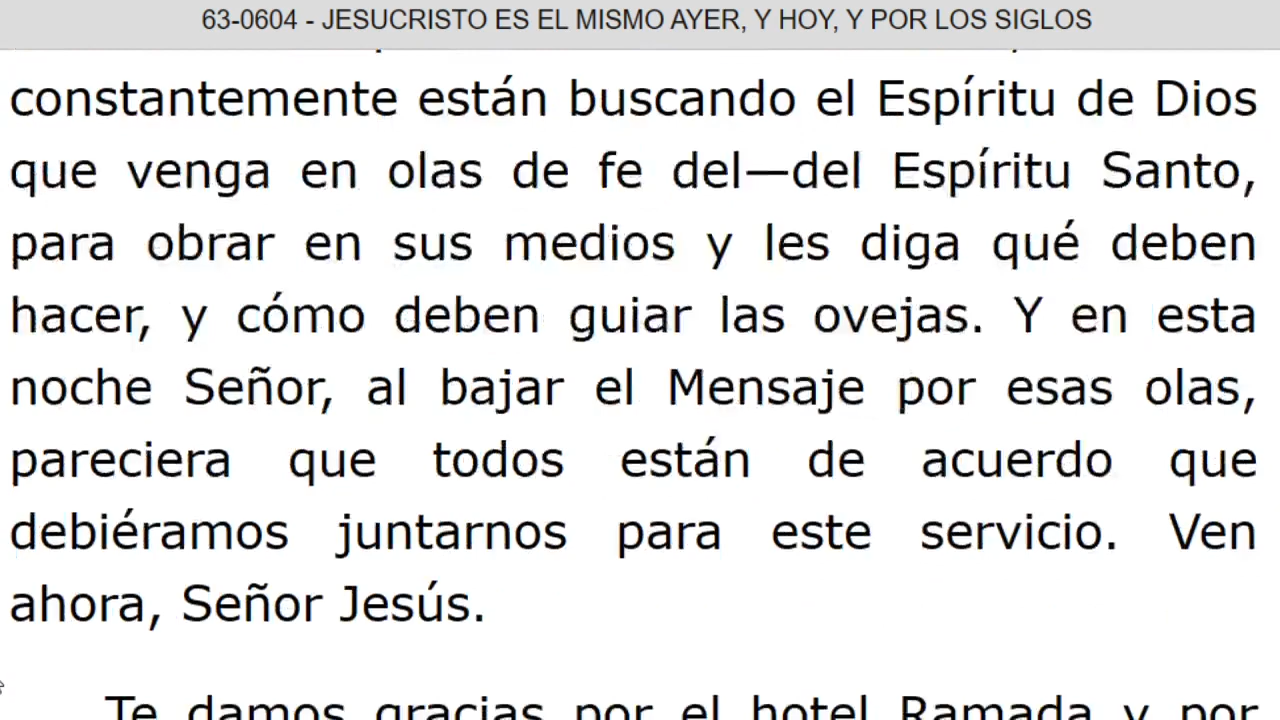 63-0604 - JESUCRISTO ES EL MISMO AYER, Y HOY, Y POR LOS SIGLOS
constantemente están buscando el Espíritu de Dios
que venga en olas de fe del—del Espíritu Santo,
para obrar en sus medios y les diga qué deben
hacer, y cómo deben guiar las ovejas. Y en esta
noche Señor, al bajar el Mensaje por esas olas,
pareciera que todos están de acuerdo que
debiéramos juntarnos para este servicio. Ven
ahora, Señor Jesús.
Te damos gracias por el hotel Ramada y por